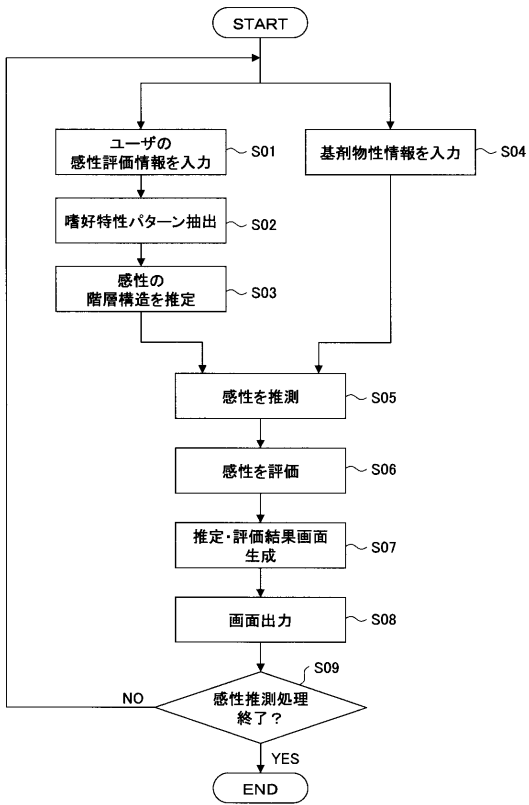 START
ユーザの
感性評価情報を入力
S01
基剤物性情報を入力
S04
嗜好特性パターン抽出
S02
感性の
階層構造を推定
S03
感性を推測
S05
感性を評価
S06
推定・評価結果画面
生成
S07
画面出力
S08
S09
感性推測処理
終了？
NO
YES
END